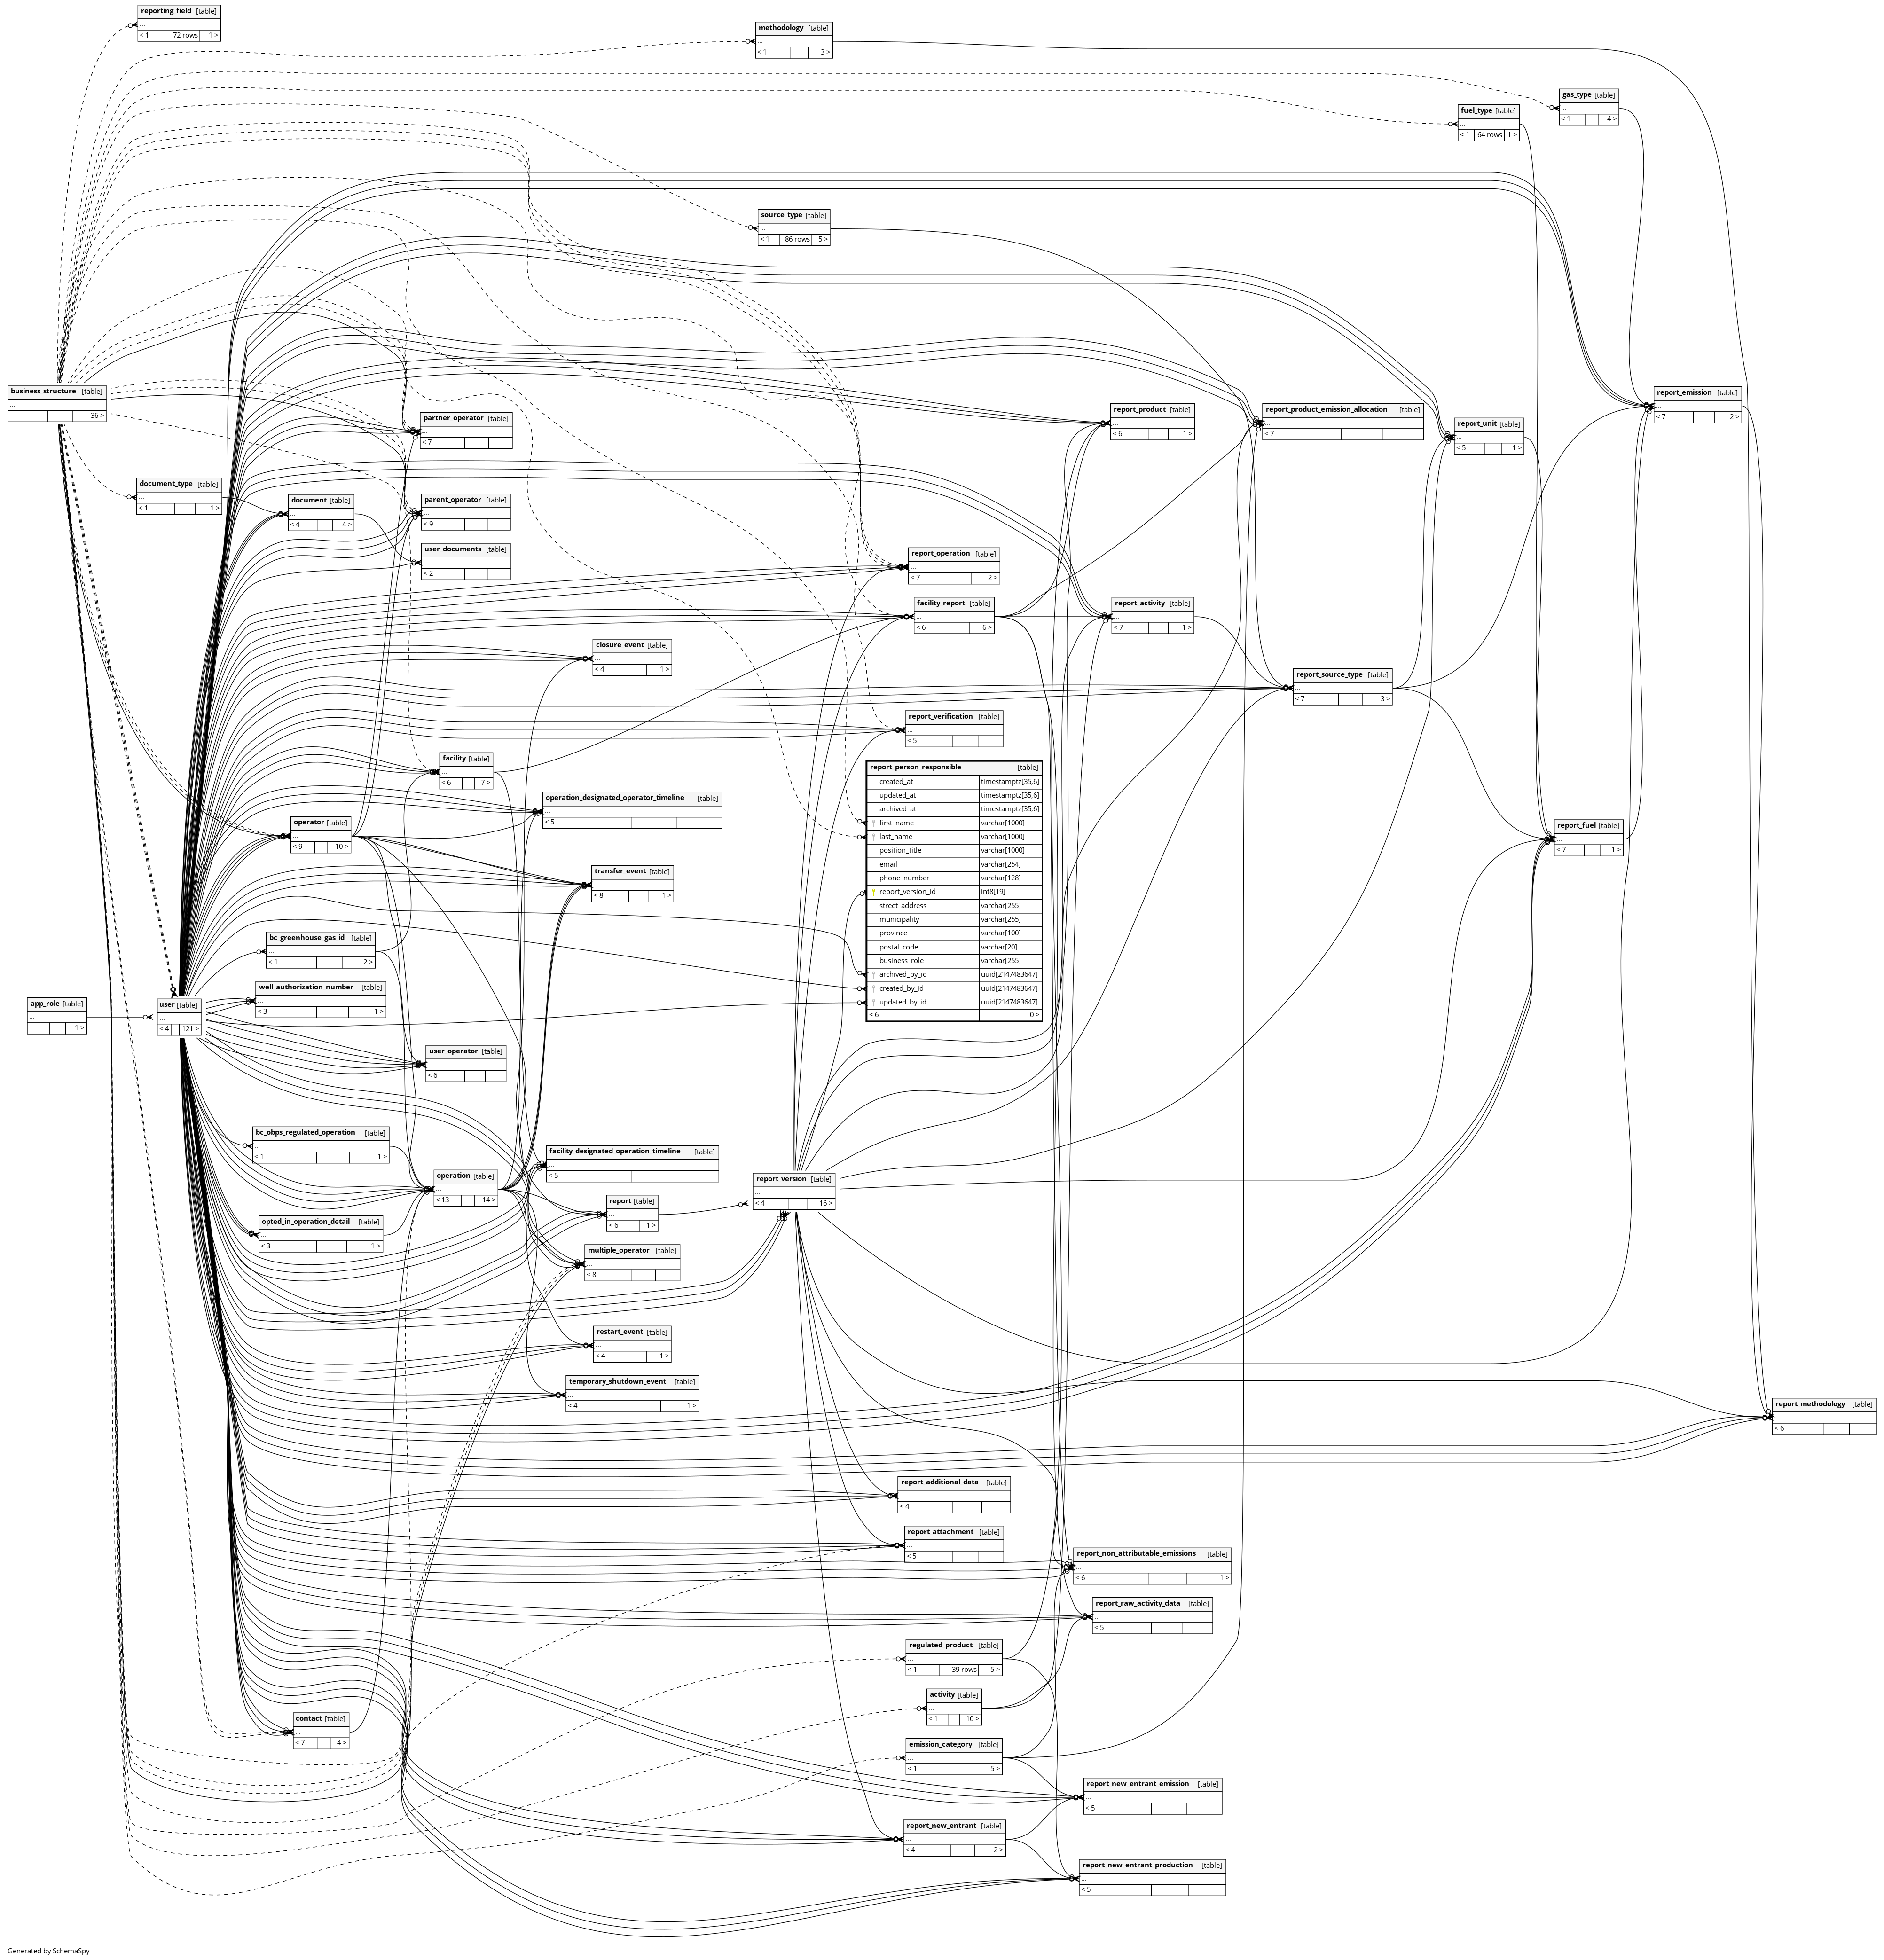 reporting_field [table]
...
< 1 72 rows 1 >
methodology [table]
...
< 1 3 >
gas_type [table]
...
< 1 4 >
fuel_type [table]
...
< 1 64 rows 1 >
source_type [table]
...
< 1 86 rows 5 >
business_structure [table]
...
36 >
report_emission [table]
...
< 7 2 >
partner_operator [table]
...
< 7
report_product [table]
...
< 6 1 >
report_product_emission_allocation [table]
...
< 7
report_unit [table]
...
< 5 1 >
document_type [table]
...
< 1 1 >
document [table]
...
< 4 4 >
parent_operator [table]
...
< 9
user_documents [table]
...
< 2
report_operation [table]
...
< 7 2 >
facility_report [table]
...
< 6 6 >
report_activity [table]
...
< 7 1 >
closure_event [table]
...
< 4 1 >
report_source_type [table]
...
< 7 3 >
report_verification [table]
...
< 5
facility [table]
...
< 6 7 >
report_person_responsible [table]
created_at timestamptz[35,6]
updated_at timestamptz[35,6]
archived_at timestamptz[35,6]
first_name varchar[1000]
last_name varchar[1000]
position_title varchar[1000]
email varchar[254]
phone_number varchar[128]
report_version_id int8[19]
street_address varchar[255]
municipality varchar[255]
province varchar[100]
postal_code varchar[20]
business_role varchar[255]
archived_by_id uuid[2147483647]
created_by_id uuid[2147483647]
updated_by_id uuid[2147483647]
< 6 0 >
operation_designated_operator_timeline [table]
...
< 5
operator [table]
...
< 9 10 >
report_fuel [table]
...
< 7 1 >
transfer_event [table]
...
< 8 1 >
bc_greenhouse_gas_id [table]
...
< 1 2 >
well_authorization_number [table]
...
< 3 1 >
app_role [table]
...
1 >
user [table]
...
< 4 121 >
user_operator [table]
...
< 6
bc_obps_regulated_operation [table]
...
< 1 1 >
facility_designated_operation_timeline [table]
...
< 5
operation [table]
...
< 13 14 >
report_version [table]
...
< 4 16 >
report [table]
...
< 6 1 >
opted_in_operation_detail [table]
...
< 3 1 >
multiple_operator [table]
...
< 8
restart_event [table]
...
< 4 1 >
temporary_shutdown_event [table]
...
< 4 1 >
report_methodology [table]
...
< 6
report_additional_data [table]
...
< 4
report_attachment [table]
...
< 5
report_non_attributable_emissions [table]
...
< 6 1 >
report_raw_activity_data [table]
...
< 5
regulated_product [table]
...
< 1 39 rows 5 >
activity [table]
...
< 1 10 >
contact [table]
...
< 7 4 >
emission_category [table]
...
< 1 5 >
report_new_entrant_emission [table]
...
< 5
report_new_entrant [table]
...
< 4 2 >
report_new_entrant_production [table]
...
< 5
Generated by SchemaSpy